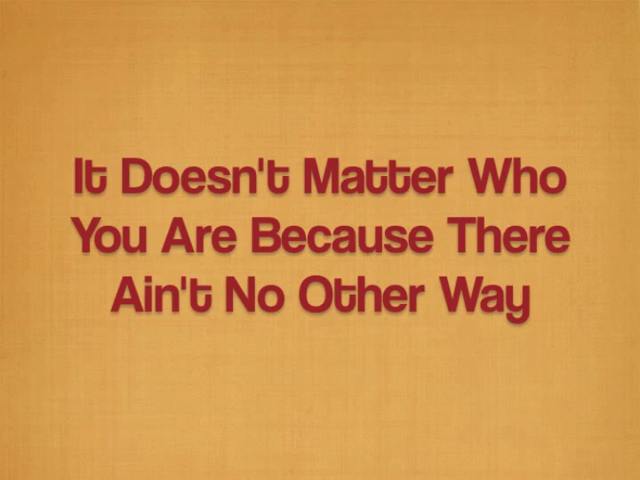 It Doesn't Matter Who
You Are Because There
Ain't No Other Way